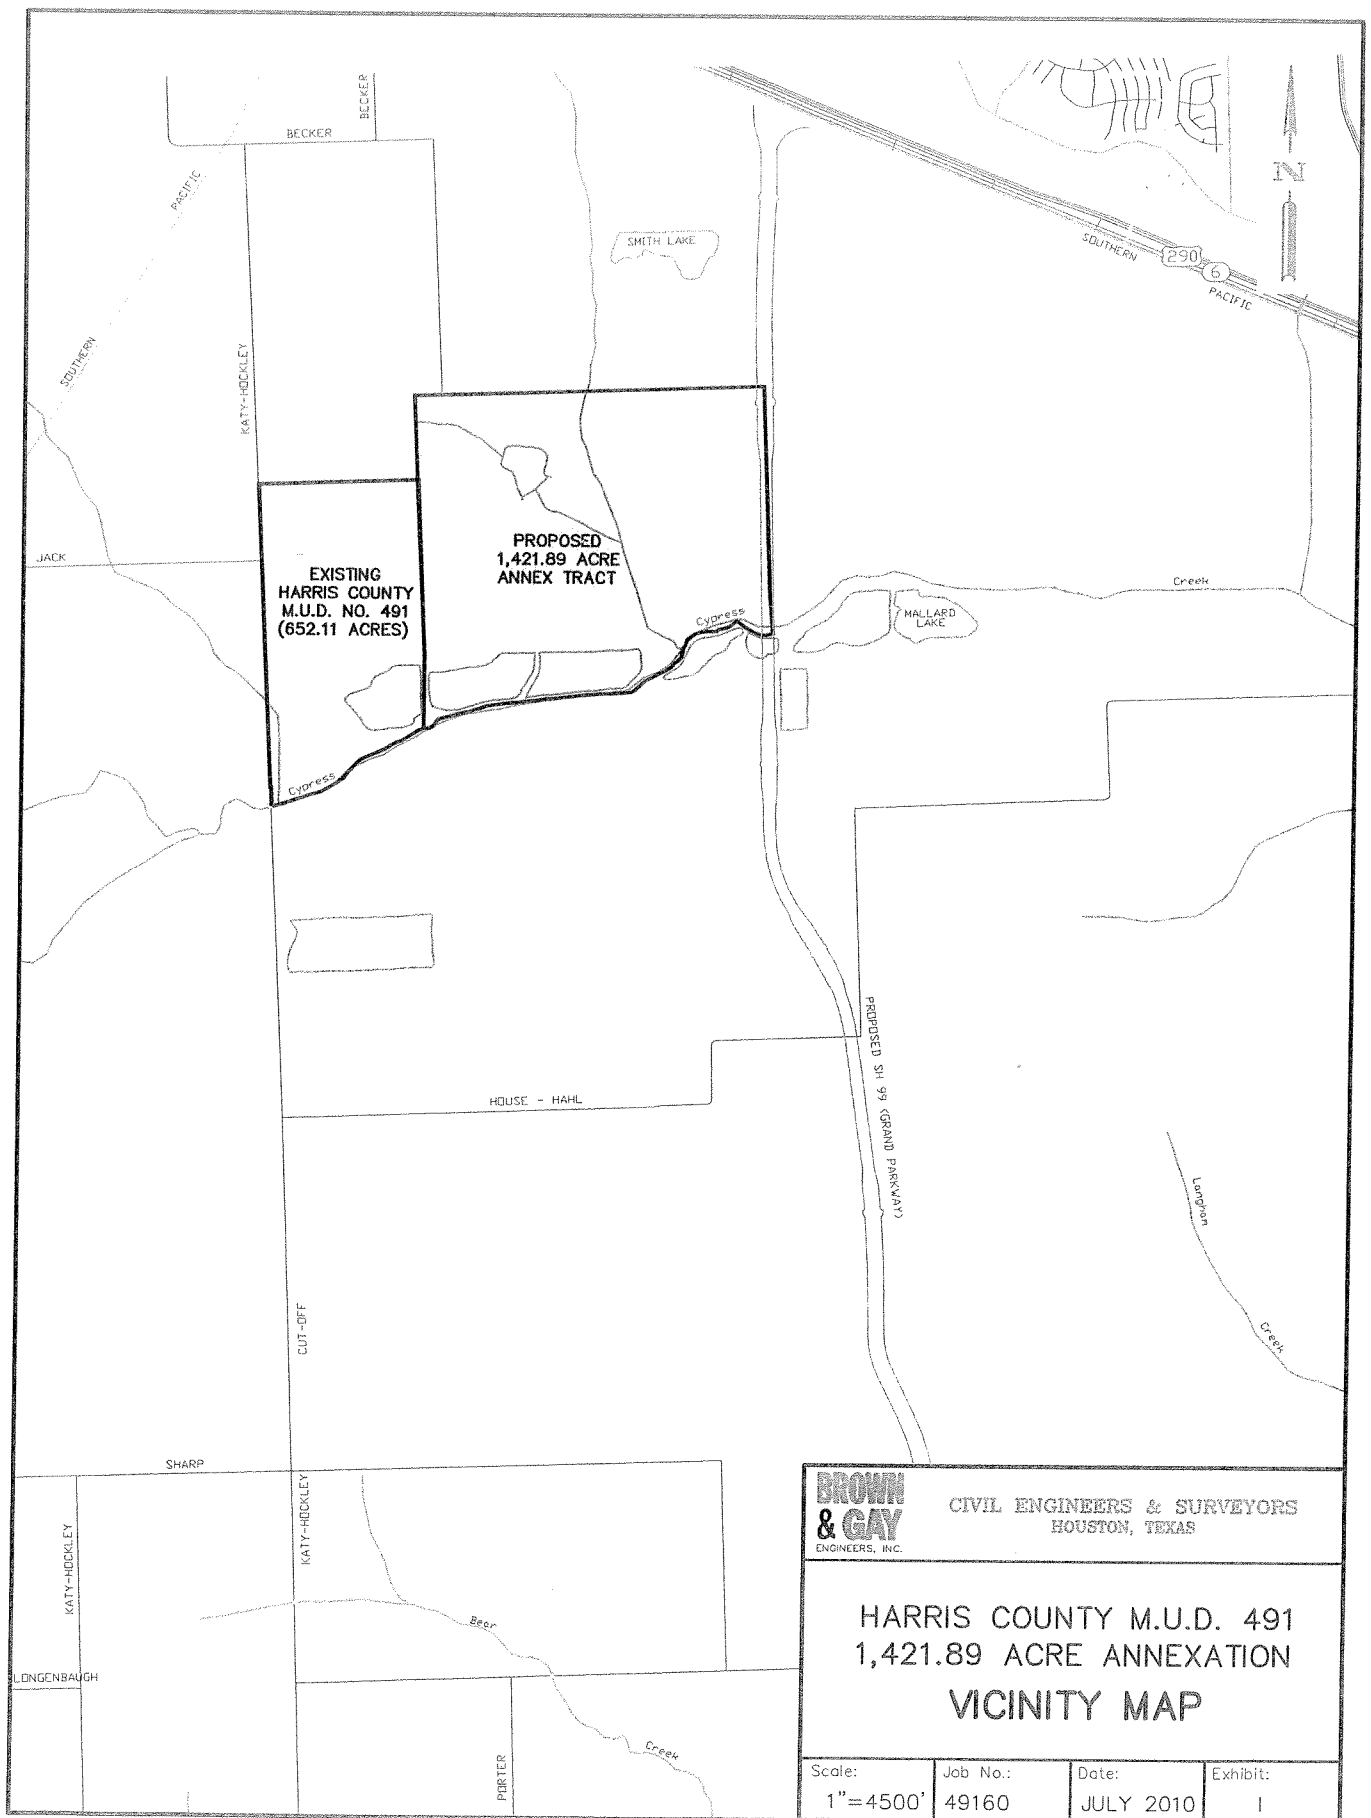 BECKER
BECKER
PACIFIC
SOUTHERN
KATY-HOCKLEY
SMITH LAKE
N
SOUTHERN
290
6
PACIFIC
JACK
EXISTING
HARRIS COUNTY
M.U.D. NO. 491
(652.11 ACRES)
PROPOSED
1,421.89 ACRE
ANNEX TRACT
Cypress
Creek
MALLARD
LAKE
Cypress
PROPOSED SH 99 (GRAND PARKWAY)
HOUSE - HAHL
Langham
Creek
CUT-OFF
SHARP
KATY-HOCKLEY
KATY-HOCKLEY
Bear
Creek
LONGENBAUGH
PORTER
BROWN
& GAY
ENGINEERS, INC.
CIVIL ENGINEERS & SURVEYORS
HOUSTON, TEXAS
HARRIS COUNTY M.U.D. 491
1,421.89 ACRE ANNEXATION
VICINITY MAP
Scale:
1"=4500'
Job No.:
49160
Date:
JULY 2010
Exhibit:
1